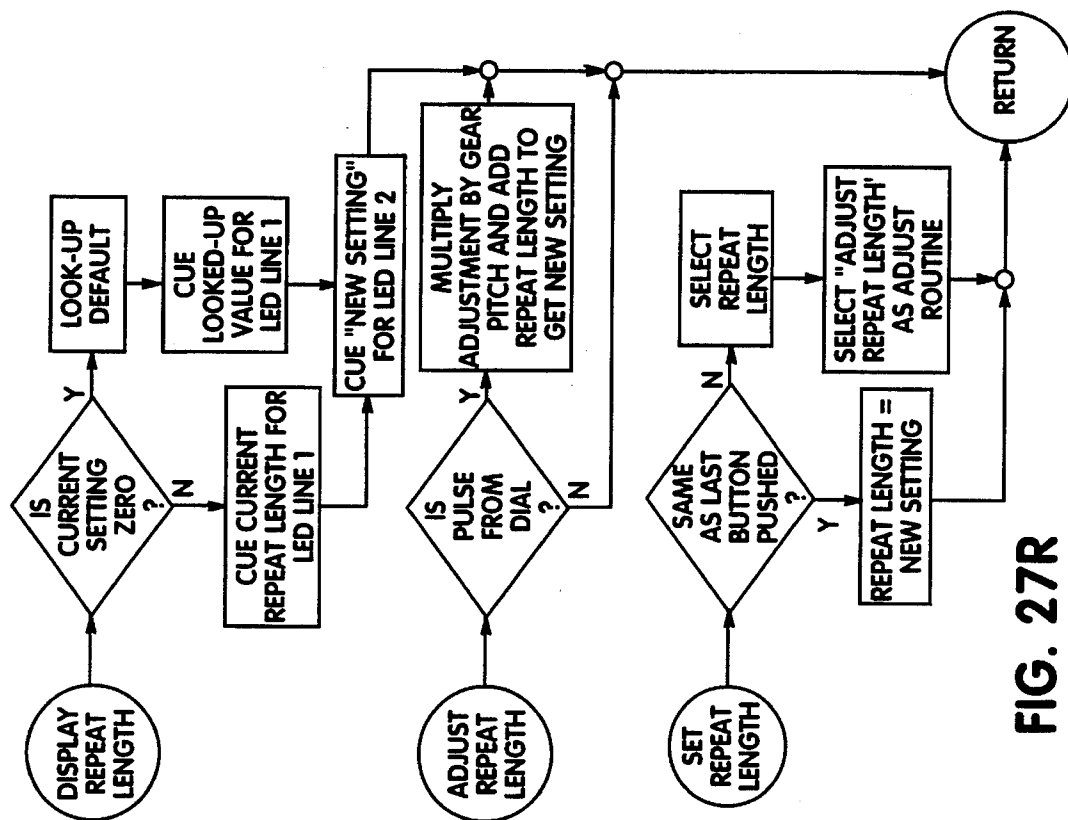 DISPLAY
REPEAT
LENGTH
IS
CURRENT
SETTING
ZERO
?
Y
N
LOOK-UP
DEFAULT
CUE
LOOKED-UP
VALUE FOR
LED LINE 1
CUE CURRENT
REPEAT LENGTH FOR
LED LINE 1
CUE "NEW SETTING"
FOR LED LINE 2
ADJUST
REPEAT
LENGTH
IS
PULSE
FROM
DIAL
?
Y
N
MULTIPLY
ADJUSTMENT BY GEAR
PITCH AND ADD
REPEAT LENGTH TO
GET NEW SETTING
SET
REPEAT
LENGTH
SAME
AS LAST
BUTTON
PUSHED
?
N
Y
SELECT
REPEAT
LENGTH
SELECT "ADJUST
REPEAT LENGTH'
AS ADJUST
ROUTINE
REPEAT LENGTH =
NEW SETTING
RETURN
FIG. 27R